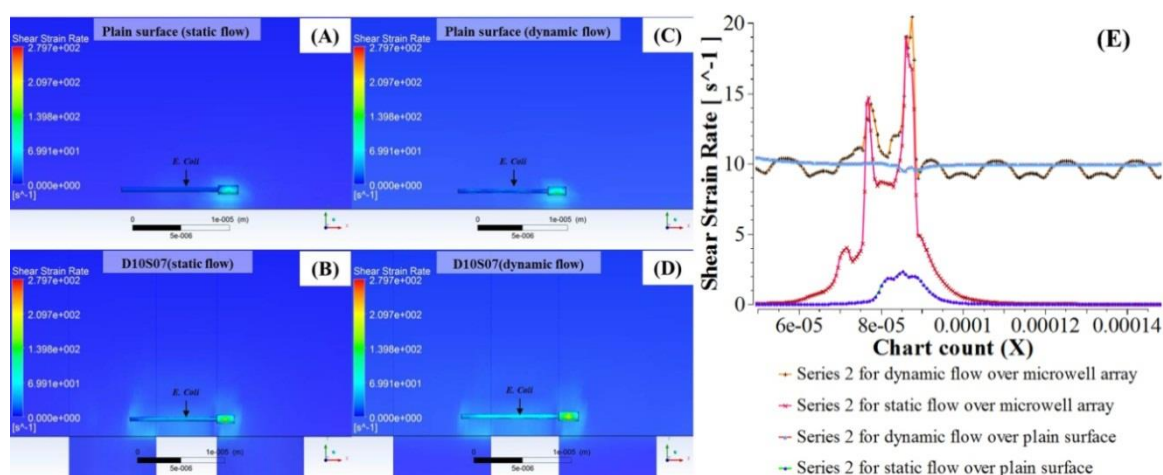 Plain surface (static flow)
(A)
Shear Strain Rate
2.797e+002
2.097e+002
1.398e+002
6.991e+001
0.000e+000
[s^-1]
E. Coli
0
1e-005 (m)
5e-006
Plain surface (dynamic flow)
(C)
Shear Strain Rate
2.797e+002
2.097e+002
1.398e+002
6.991e+001
0.000e+000
[s^-1]
E. Coli
0
1e-005 (m)
5e-006
D10S07(static flow)
(B)
Shear Strain Rate
2.797e+002
2.097e+002
1.398e+002
6.991e+001
0.000e+000
[s^-1]
E. Coli
0
1e-005 (m)
5e-006
D10S07(dynamic flow)
(D)
Shear Strain Rate
2.797e+002
2.097e+002
1.398e+002
6.991e+001
0.000e+000
[s^-1]
E. Coli
0
1e-005 (m)
5e-006
(E)
Shear Strain Rate [ s^-1 ]
20
15
10
5
0
6e-05 8e-05 0.0001 0.00012 0.00014
Chart count (X)
Series 2 for dynamic flow over microwell array
Series 2 for static flow over microwell array
Series 2 for dynamic flow over plain surface
Series 2 for static flow over plain surface